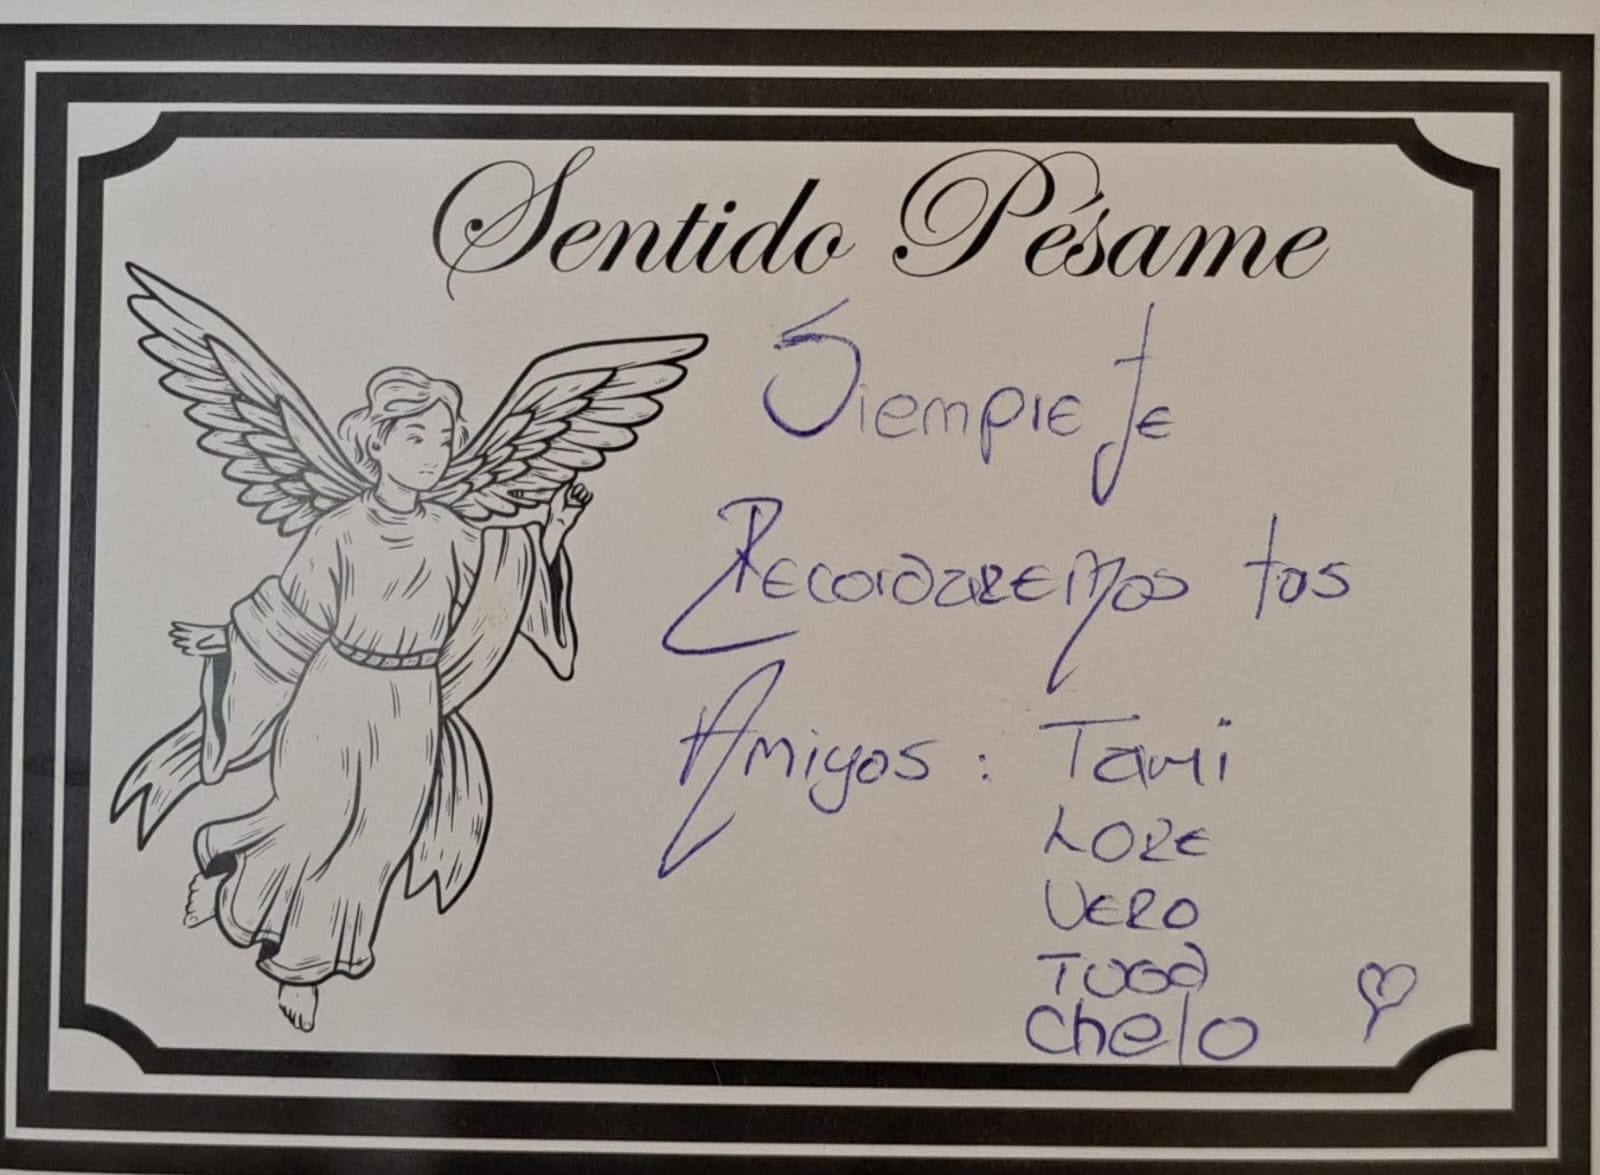 Sentido Pésame
Siempre te
Recordaremos tus
Amigos: Tami
Lore
Vero
Chelo